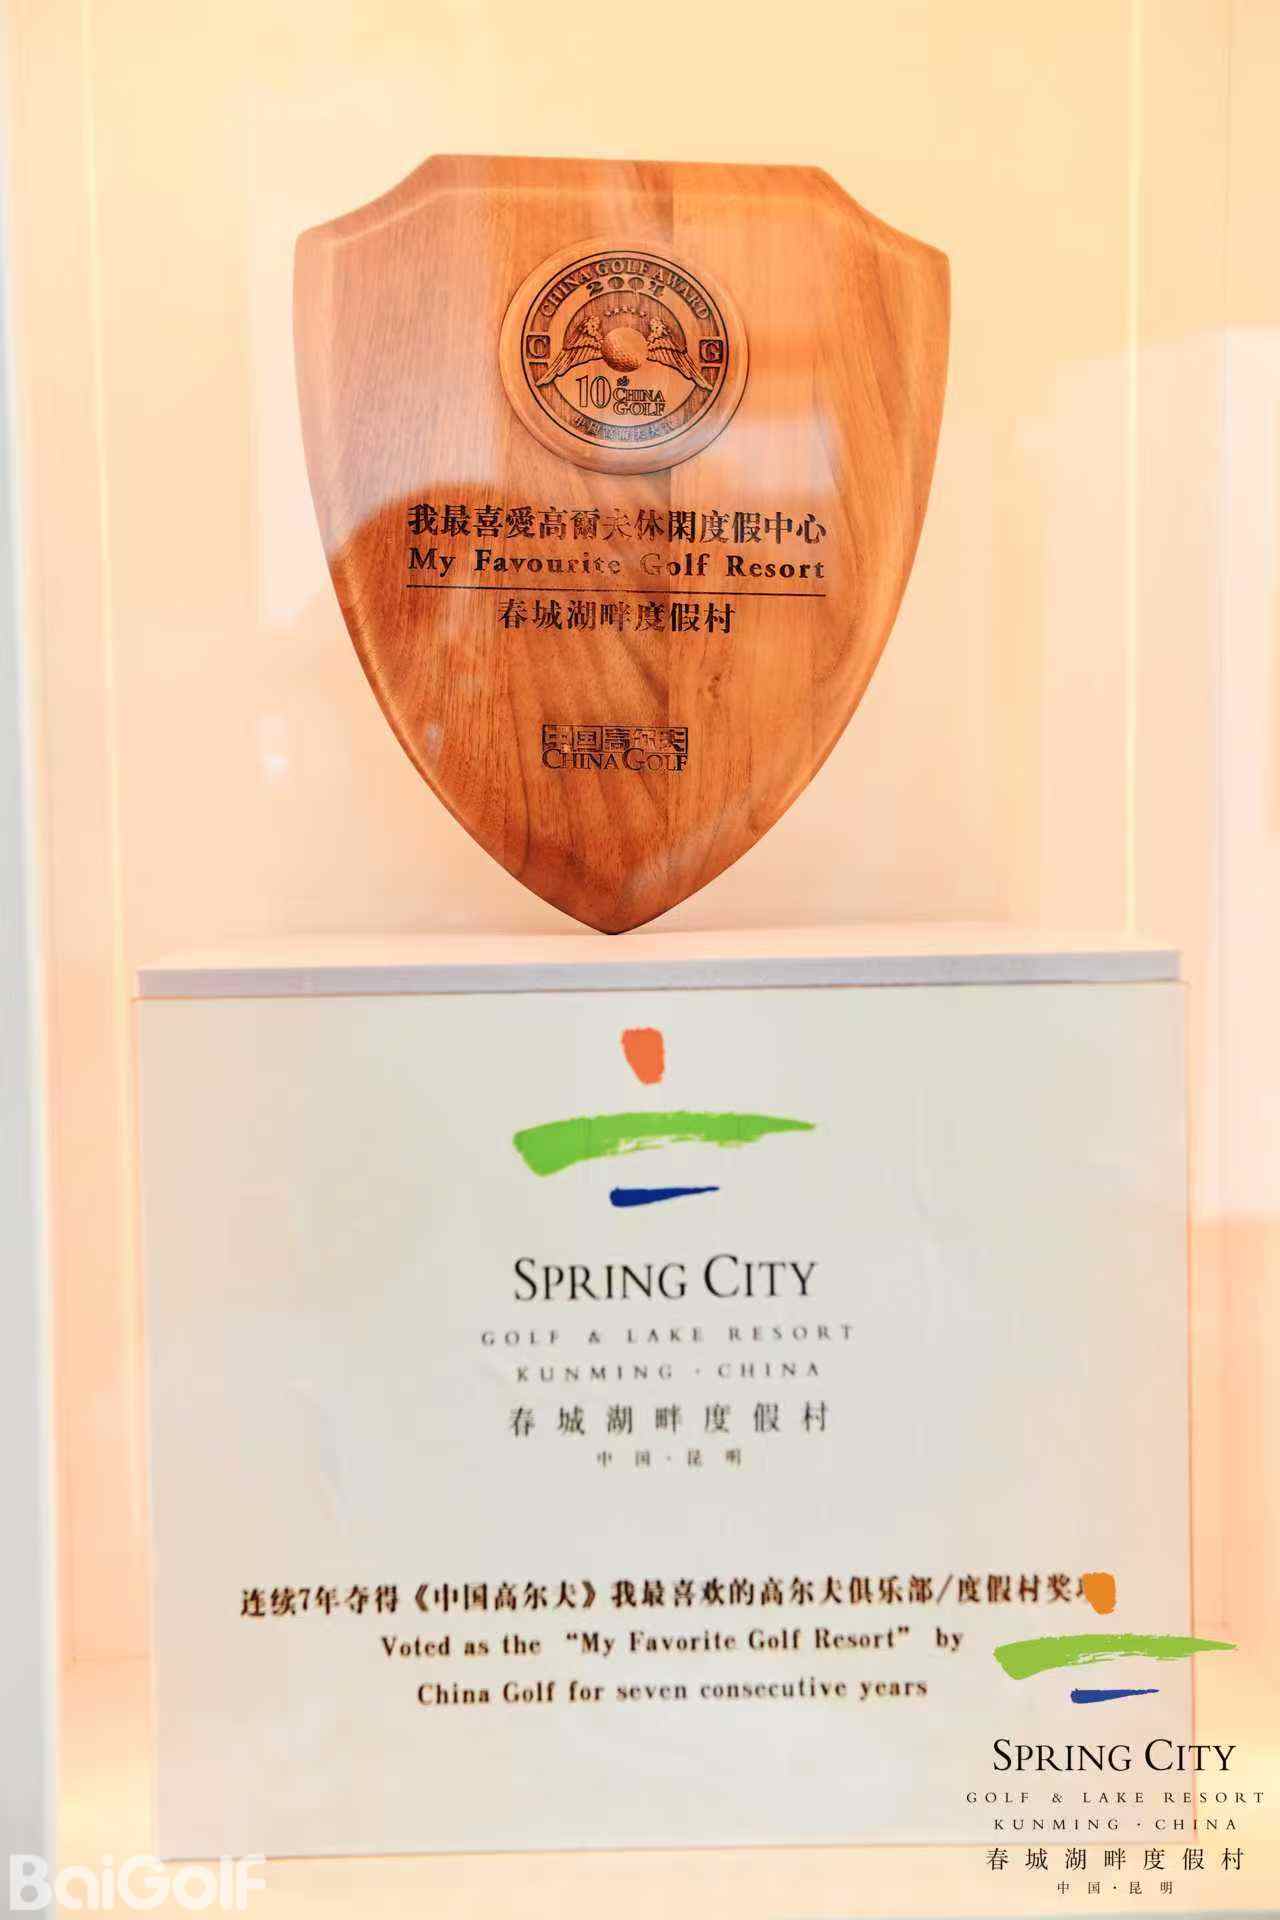 CHINA GOLF AWARD
2001
C
G
10th CHINA
GOLF
我最喜愛高爾夫休閑度假中心
My Favourite Golf Resort
春城湖畔度假村
中国高尔夫
CHINA GOLF
SPRING CITY
GOLF & LAKE RESORT
KUNMING · CHINA
春城湖畔度假村
中国·昆明
连续7年夺得《中国高尔夫》我最喜欢的高尔夫俱乐部/度假村奖
Voted as the “My Favorite Golf Resort” by
China Golf for seven consecutive years
SPRING CITY
GOLF & LAKE RESORT
KUNMING · CHINA
春城湖畔度假村
中国·昆明
BaiGolf